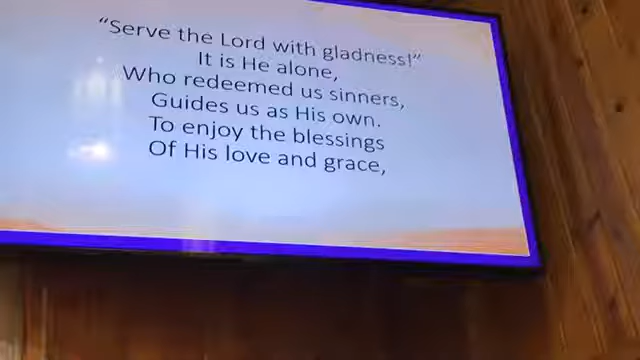 “Serve the Lord with gladness!”
It is He alone,
Who redeemed us sinners,
Guides us as His own.
To enjoy the blessings
Of His love and grace,